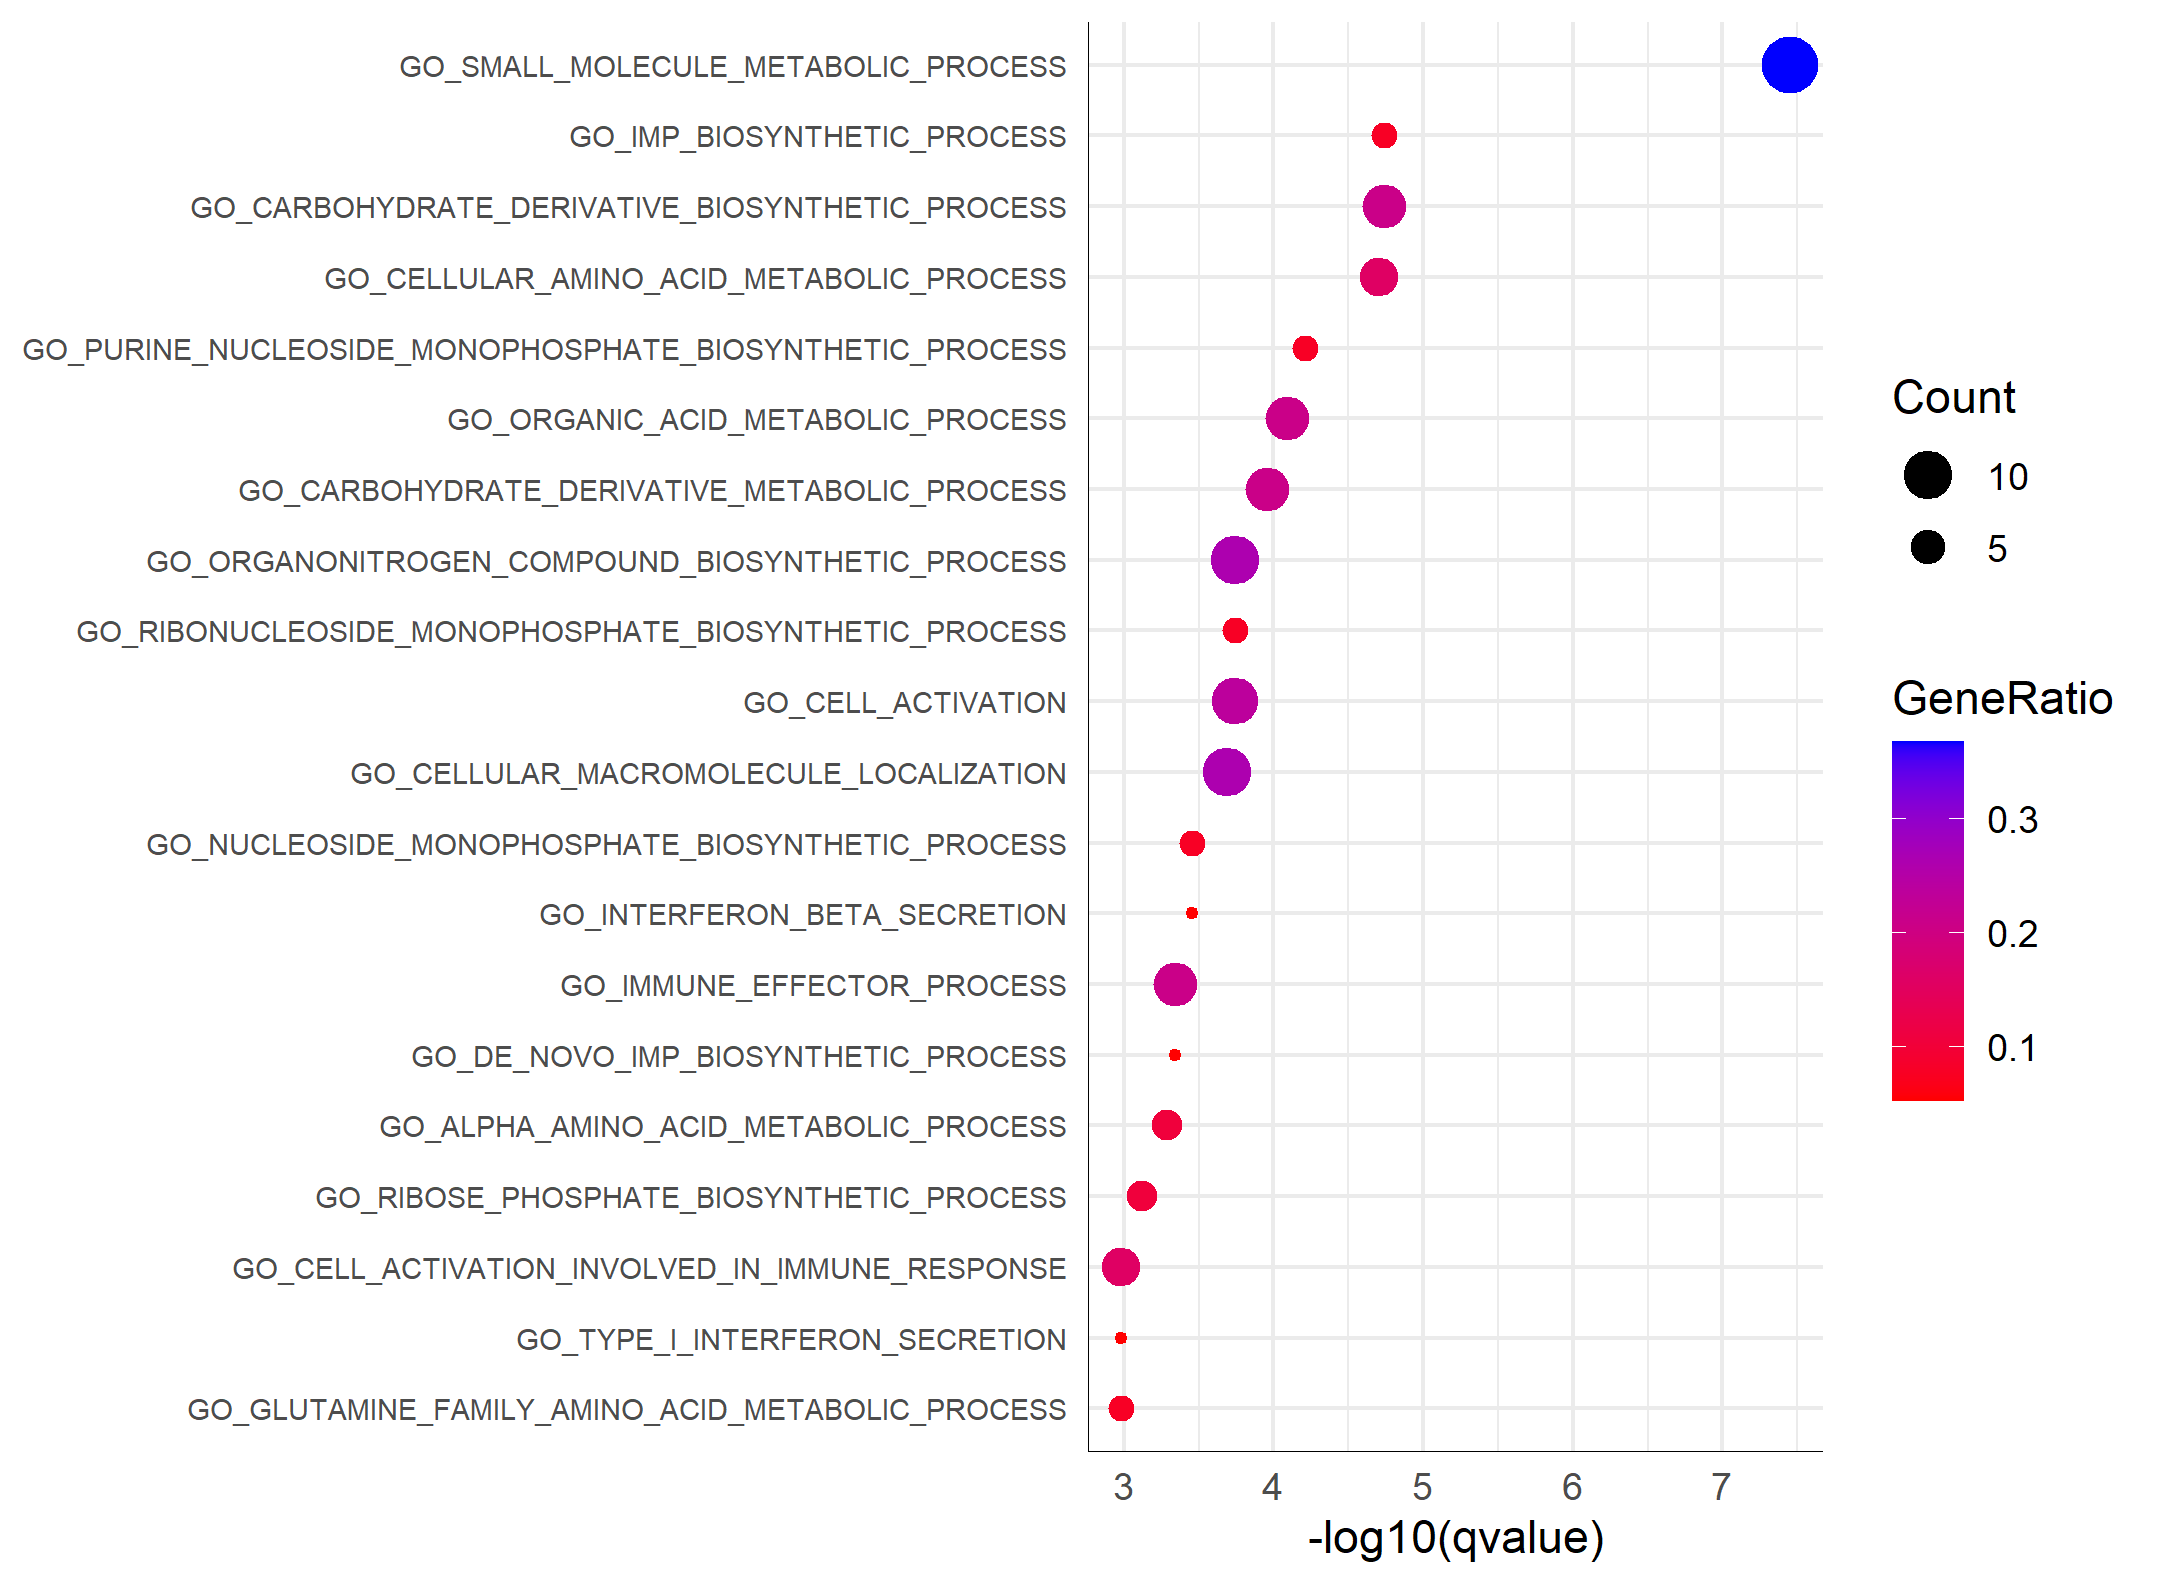 GO_SMALL_MOLECULE_METABOLIC_PROCESS
GO_IMP_BIOSYNTHETIC_PROCESS
GO_CARBOHYDRATE_DERIVATIVE_BIOSYNTHETIC_PROCESS
GO_CELLULAR_AMINO_ACID_METABOLIC_PROCESS
GO_PURINE_NUCLEOSIDE_MONOPHOSPHATE_BIOSYNTHETIC_PROCESS
GO_ORGANIC_ACID_METABOLIC_PROCESS
GO_CARBOHYDRATE_DERIVATIVE_METABOLIC_PROCESS
GO_ORGANONITROGEN_COMPOUND_BIOSYNTHETIC_PROCESS
GO_RIBONUCLEOSIDE_MONOPHOSPHATE_BIOSYNTHETIC_PROCESS
GO_CELL_ACTIVATION
GO_CELLULAR_MACROMOLECULE_LOCALIZATION
GO_NUCLEOSIDE_MONOPHOSPHATE_BIOSYNTHETIC_PROCESS
GO_INTERFERON_BETA_SECRETION
GO_IMMUNE_EFFECTOR_PROCESS
GO_DE_NOVO_IMP_BIOSYNTHETIC_PROCESS
GO_ALPHA_AMINO_ACID_METABOLIC_PROCESS
GO_RIBOSE_PHOSPHATE_BIOSYNTHETIC_PROCESS
GO_CELL_ACTIVATION_INVOLVED_IN_IMMUNE_RESPONSE
GO_TYPE_I_INTERFERON_SECRETION
GO_GLUTAMINE_FAMILY_AMINO_ACID_METABOLIC_PROCESS
3 4 5 6 7
-log10(qvalue)
Count
10
5
GeneRatio
0.3
0.2
0.1